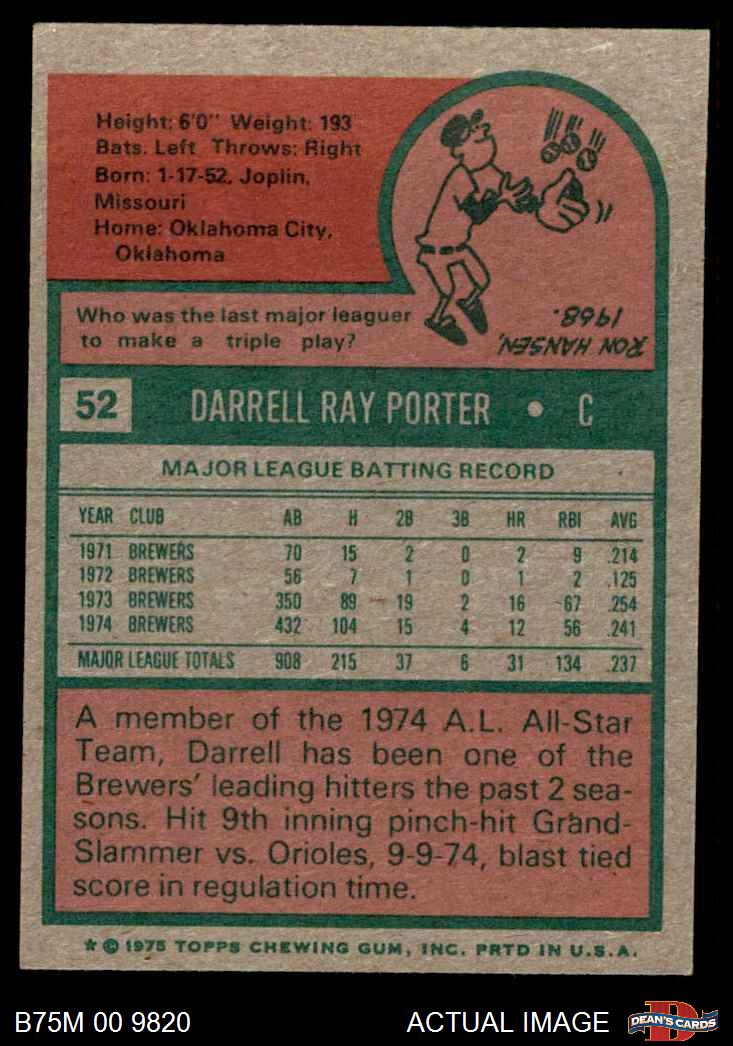 Height: 6'0" Weight: 193
Bats. Left Throws: Right
Born: 1-17-52, Joplin,
Missouri
Home: Oklahoma City,
Oklahoma
Who was the last major leaguer
to make a triple play?
RON HANSEN,
1968.
52 DARRELL RAY PORTER • C
MAJOR LEAGUE BATTING RECORD
YEAR CLUB AB H 2B 3B HR RBI AVG
1971 BREWERS 70 15 2 0 2 9 .214
1972 BREWERS 56 7 1 0 1 2 .125
1973 BREWERS 350 89 19 2 16 67 .254
1974 BREWERS 432 104 15 4 12 56 .241
MAJOR LEAGUE TOTALS 908 215 37 6 31 134 .237
A member of the 1974 A.L. All-Star
Team, Darrell has been one of the
Brewers' leading hitters the past 2 sea-
sons. Hit 9th inning pinch-hit Grand-
Slammer vs. Orioles, 9-9-74, blast tied
score in regulation time.
★ © 1975 TOPPS CHEWING GUM, INC. PRTD IN U.S.A.
B75M 00 9820 ACTUAL IMAGE D DEAN'S CARDS